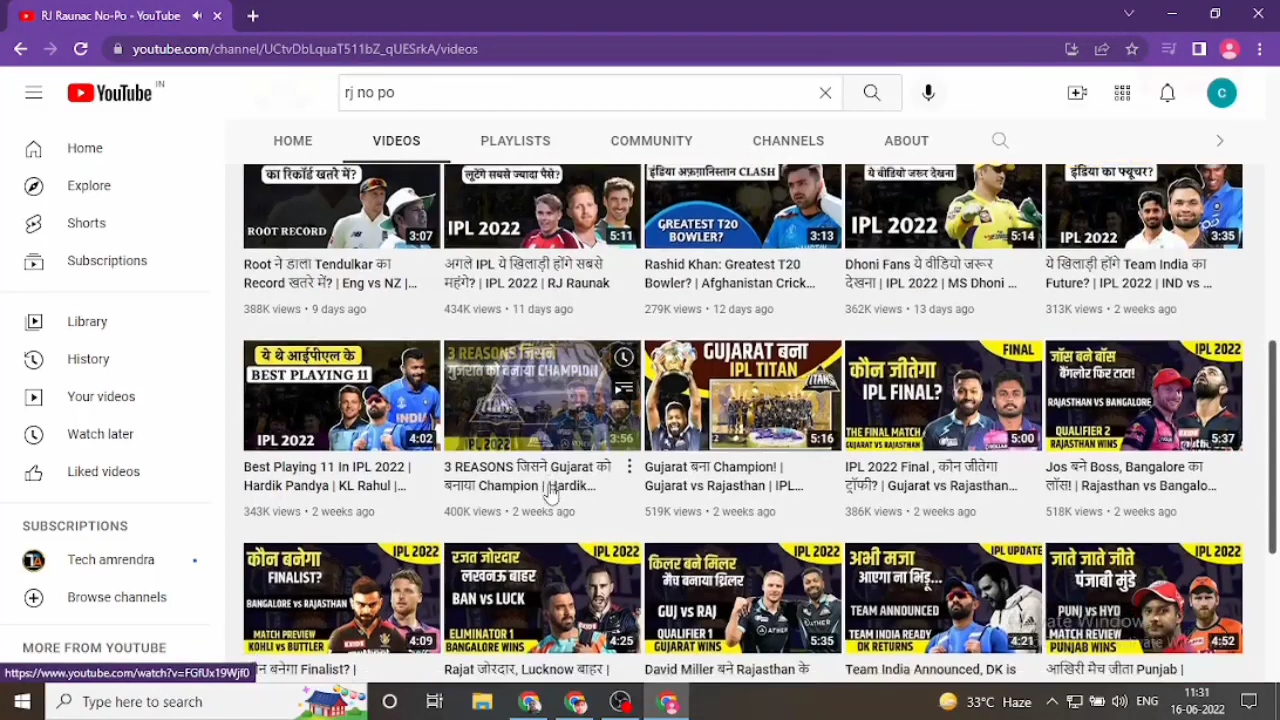 RJ Raunac No-Po - YouTube
youtube.com/channel/UCtvDbLquaT511bZ_qUESrkA/videos
YouTube IN
rj no po
C
HOME VIDEOS PLAYLISTS COMMUNITY CHANNELS ABOUT
Home
Explore
Shorts
Subscriptions
Library
History
Your videos
Watch later
Liked videos
SUBSCRIPTIONS
Tech amrendra
Browse channels
MORE FROM YOUTUBE
का रिकॉर्ड खतरे में?
ROOT RECORD
3:07
लूटेंगे सबसे ज्यादा पैसे?
IPL 2022
5:11
इंडिया अफ़ग़ानिस्तान CLASH
GREATEST T20
BOWLER?
3:13
ये वीडियो जरूर देखना
IPL 2022
5:14
इंडिया का फ्यूचर?
IPL 2022
3:35
Root ने डाला Tendulkar का
Record खतरे में? | Eng vs NZ |...
388K views • 9 days ago
अगले IPL ये खिलाड़ी होंगे सबसे
महंगे? | IPL 2022 | RJ Raunak
434K views • 11 days ago
Rashid Khan: Greatest T20
Bowler? | Afghanistan Crick...
279K views • 12 days ago
Dhoni Fans ये वीडियो जरूर
देखना | IPL 2022 | MS Dhoni ...
362K views • 13 days ago
ये खिलाड़ी होंगे Team India का
Future? | IPL 2022 | IND vs ...
313K views • 2 weeks ago
ये थे आईपीएल के
BEST PLAYING 11
INDIA
IPL 2022
4:02
3 REASONS जिसने
गुजरात को बनाया CHAMPION
TITANS
IPL 2022
3:56
GUJARAT बना
IPL TITAN
TITANS
5:16
FINAL
कौन जीतेगा
IPL FINAL?
THE FINAL MATCH
GUJARAT VS RAJASTHAN
5:00
IPL 2022
जॉस बने बॉस
बैंगलोर फिर टाटा!
RAJASTHAN VS BANGALORE
QUALIFIER 2
RAJASTHAN WINS
5:37
Best Playing 11 In IPL 2022 |
Hardik Pandya | KL Rahul |...
343K views • 2 weeks ago
3 REASONS जिसने Gujarat को
बनाया Champion | Hardik...
400K views • 2 weeks ago
Gujarat बना Champion! |
Gujarat vs Rajasthan | IPL...
519K views • 2 weeks ago
IPL 2022 Final , कौन जीतेगा
ट्रॉफी? | Gujarat vs Rajasthan...
386K views • 2 weeks ago
Jos बने Boss, Bangalore का
लॉस! | Rajasthan vs Bangalo...
518K views • 2 weeks ago
IPL 2022
कौन बनेगा
FINALIST?
BANGALORE VS RAJASTHAN
MATCH PREVIEW
KOHLI VS BUTTLER
4:09
IPL 2022
रजत जोरदार
लखनऊ बाहर
BAN vs LUCK
ELIMINATOR 1
BANGALORE WINS
4:25
IPL 2022
किलर बने मिलर
मैच बनाया थ्रिलर
GUJ vs RAJ
QUALIFIER 1
GUJARAT WINS
ATHER
5:35
IPL UPDATE
अभी मजा
आएगा ना भिडू...
TEAM ANNOUNCED
TEAM INDIA READY
DK RETURNS
4:21
IPL 2022
जाते जाते जीते
पंजाबी मुंडे
PUNJ vs HYD
MATCH REVIEW
PUNJAB WINS
4:52
बनेगा Finalist? |
Rajat जोरदार, Lucknow बाहर |
David Miller बने Rajasthan के
Team India Announced, DK is
आखिरी मैच जीता Punjab |
https://www.youtube.com/watch?v=FGfUx19Wjf0
Type here to search
33°C Haze
ENG
11:31
16-06-2022